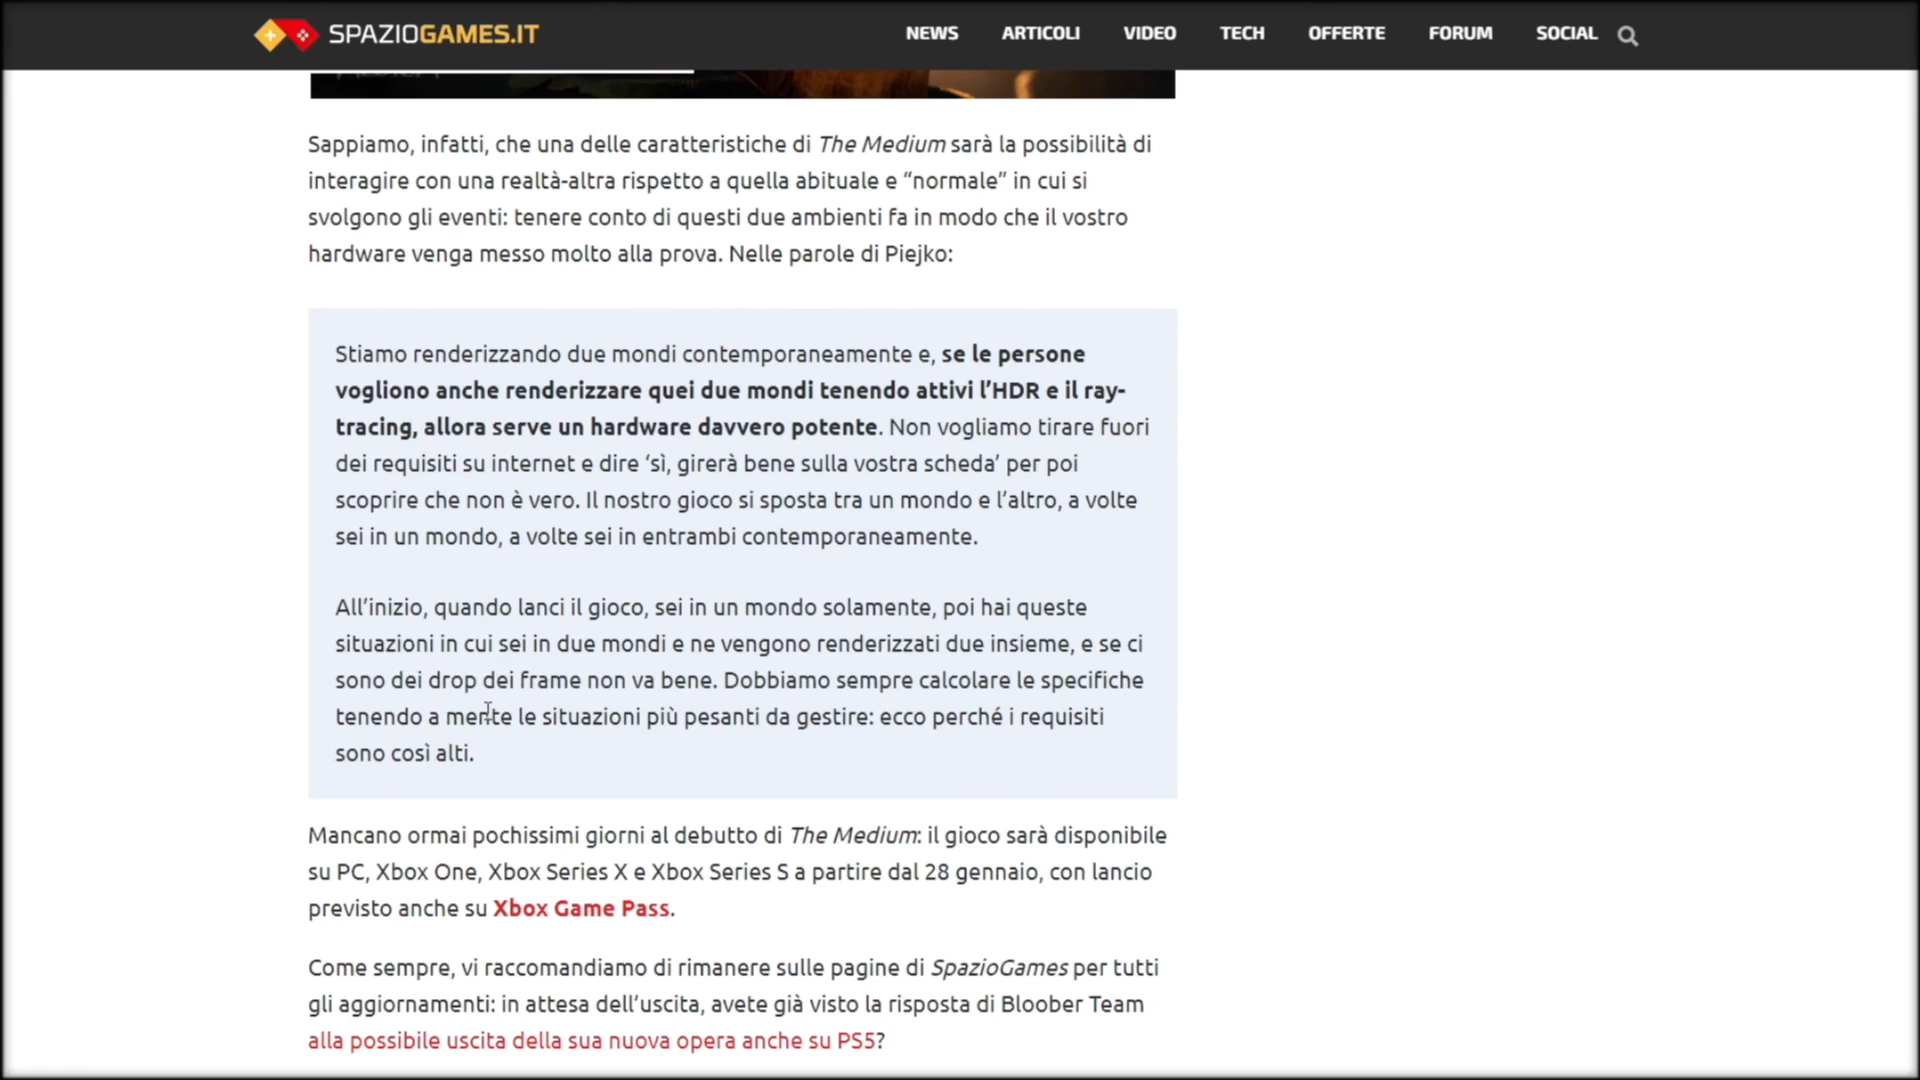 SPAZIOGAMES.IT
NEWS ARTICOLI VIDEO TECH OFFERTE FORUM SOCIAL
Sappiamo, infatti, che una delle caratteristiche di The Medium sarà la possibilità di
interagire con una realtà-altra rispetto a quella abituale e “normale” in cui si
svolgono gli eventi: tenere conto di questi due ambienti fa in modo che il vostro
hardware venga messo molto alla prova. Nelle parole di Piejko:
Stiamo renderizzando due mondi contemporaneamente e, se le persone
vogliono anche renderizzare quei due mondi tenendo attivi l’HDR e il ray-
tracing, allora serve un hardware davvero potente. Non vogliamo tirare fuori
dei requisiti su internet e dire ‘sì, girerà bene sulla vostra scheda’ per poi
scoprire che non è vero. Il nostro gioco si sposta tra un mondo e l’altro, a volte
sei in un mondo, a volte sei in entrambi contemporaneamente.
All’inizio, quando lanci il gioco, sei in un mondo solamente, poi hai queste
situazioni in cui sei in due mondi e ne vengono renderizzati due insieme, e se ci
sono dei drop dei frame non va bene. Dobbiamo sempre calcolare le specifiche
tenendo a mente le situazioni più pesanti da gestire: ecco perché i requisiti
sono così alti.
Mancano ormai pochissimi giorni al debutto di The Medium: il gioco sarà disponibile
su PC, Xbox One, Xbox Series X e Xbox Series S a partire dal 28 gennaio, con lancio
previsto anche su Xbox Game Pass.
Come sempre, vi raccomandiamo di rimanere sulle pagine di SpazioGames per tutti
gli aggiornamenti: in attesa dell’uscita, avete già visto la risposta di Bloober Team
alla possibile uscita della sua nuova opera anche su PS5?